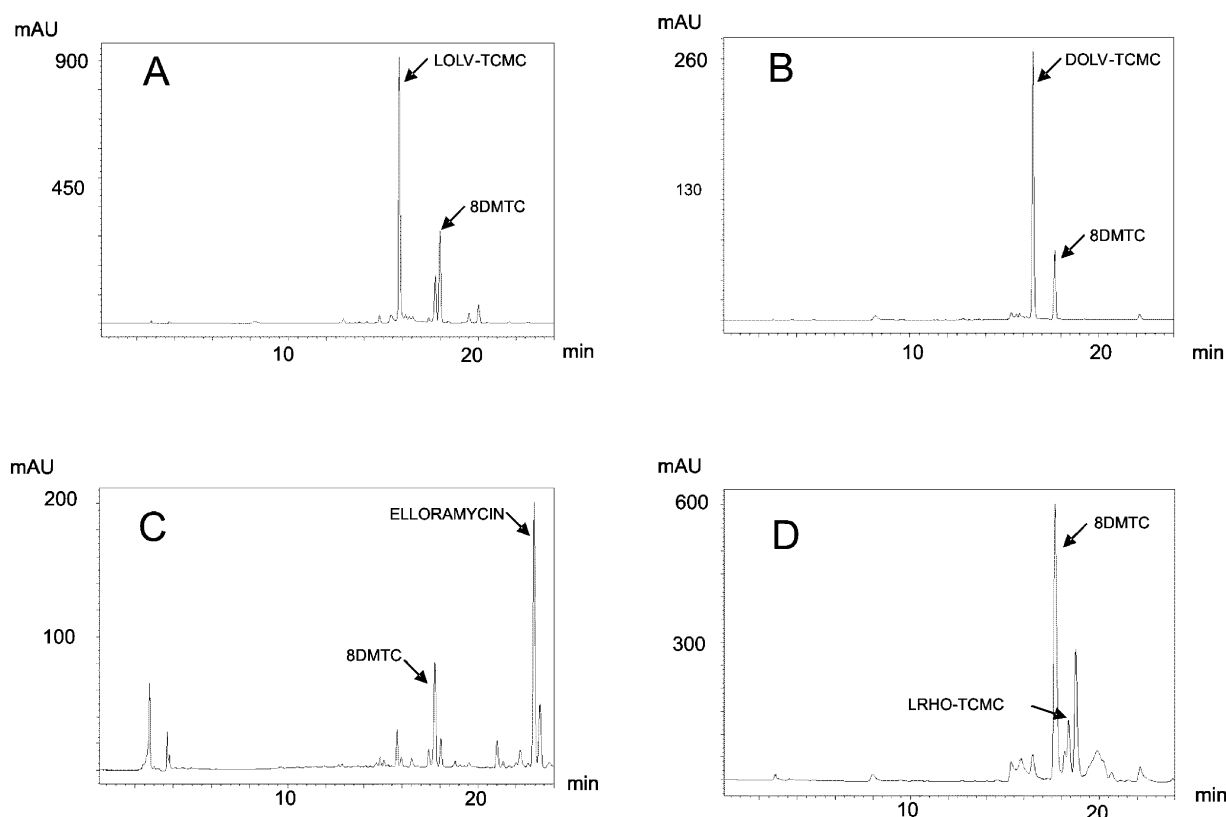 mAU
A
900
LOLV-TCMC
450
8DMTC
10
20
min
mAU
B
260
DOLV-TCMC
130
8DMTC
10
20
min
mAU
C
200
ELLORAMYCIN
100
8DMTC
10
20
min
mAU
D
600
8DMTC
300
LRHO-TCMC
10
20
min